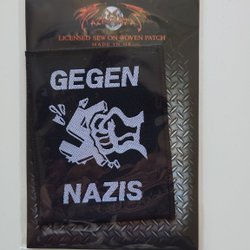 LICENSED SEW ON WOVEN PATCH
MADE IN UK
GEGEN
NAZIS